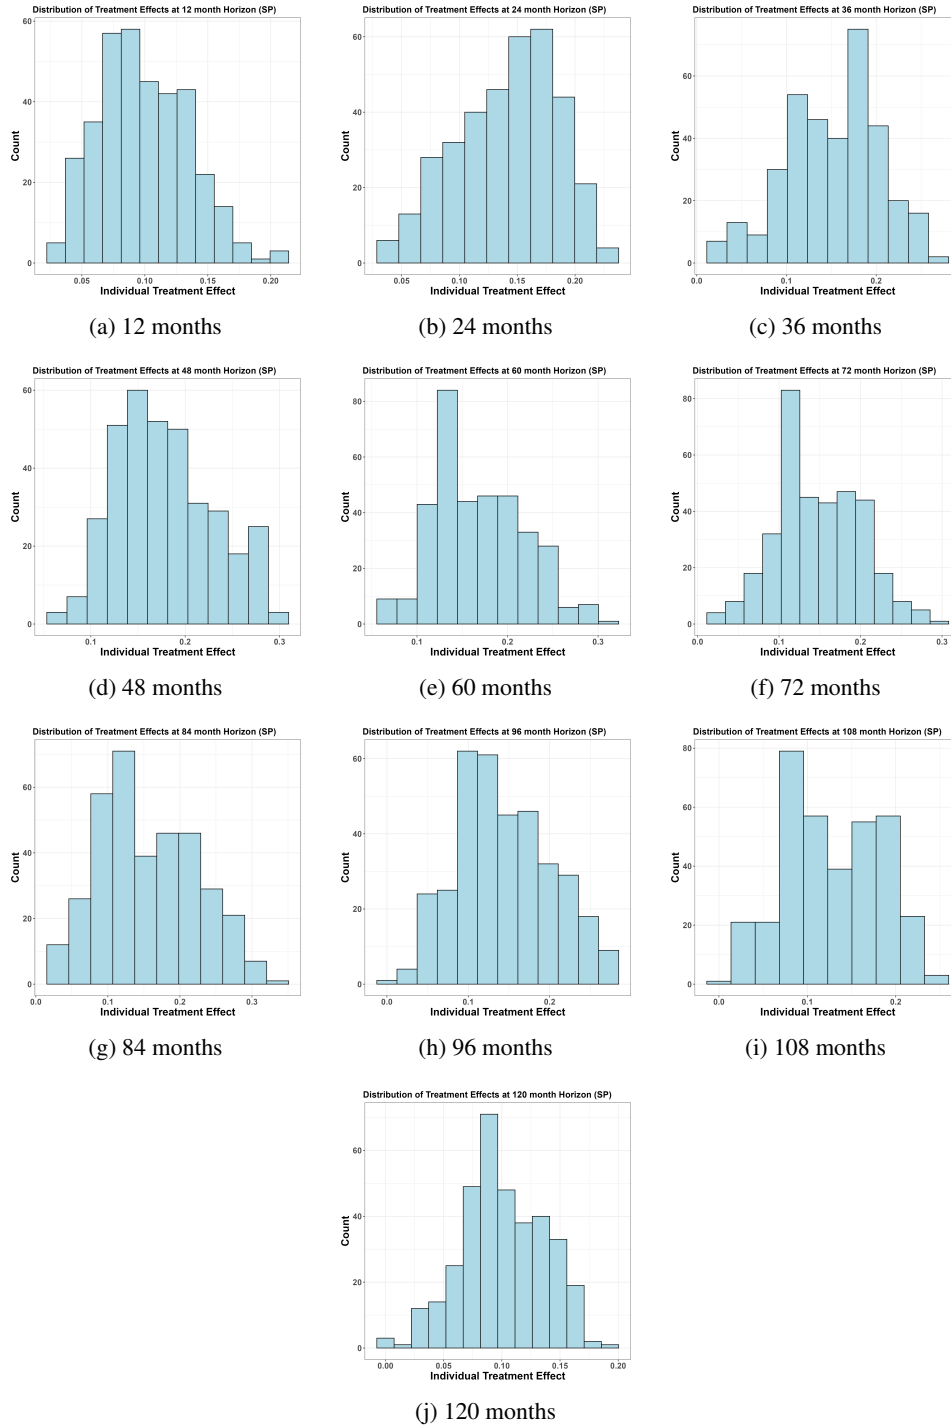 Distribution of Treatment Effects at 12 month Horizon (SP)
60
40
20
0
Count
0.05 0.10 0.15 0.20
Individual Treatment Effect
(a) 12 months
Distribution of Treatment Effects at 24 month Horizon (SP)
60
40
20
0
Count
0.05 0.10 0.15 0.20
Individual Treatment Effect
(b) 24 months
Distribution of Treatment Effects at 36 month Horizon (SP)
60
40
20
0
Count
0.0 0.1 0.2
Individual Treatment Effect
(c) 36 months
Distribution of Treatment Effects at 48 month Horizon (SP)
60
40
20
0
Count
0.1 0.2 0.3
Individual Treatment Effect
(d) 48 months
Distribution of Treatment Effects at 60 month Horizon (SP)
80
60
40
20
0
Count
0.1 0.2 0.3
Individual Treatment Effect
(e) 60 months
Distribution of Treatment Effects at 72 month Horizon (SP)
80
60
40
20
0
Count
0.0 0.1 0.2 0.3
Individual Treatment Effect
(f) 72 months
Distribution of Treatment Effects at 84 month Horizon (SP)
60
40
20
0
Count
0.0 0.1 0.2 0.3
Individual Treatment Effect
(g) 84 months
Distribution of Treatment Effects at 96 month Horizon (SP)
60
40
20
0
Count
0.0 0.1 0.2
Individual Treatment Effect
(h) 96 months
Distribution of Treatment Effects at 108 month Horizon (SP)
80
60
40
20
0
Count
0.0 0.1 0.2
Individual Treatment Effect
(i) 108 months
Distribution of Treatment Effects at 120 month Horizon (SP)
60
40
20
0
Count
0.00 0.05 0.10 0.15 0.20
Individual Treatment Effect
(j) 120 months